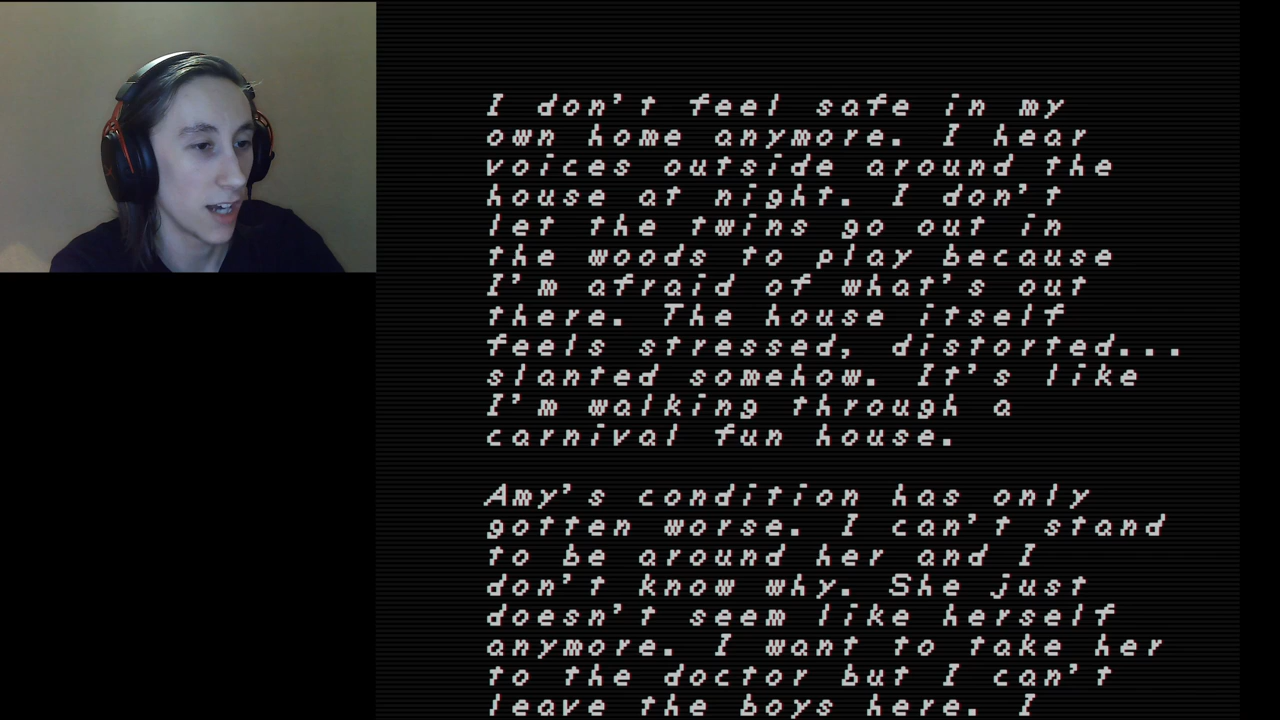 I don't feel safe in my
own home anymore. I hear
voices outside around the
house at night. I don't
let the twins go out in
the woods to play because
I'm afraid of what's out
there. The house itself
feels stressed, distorted...
slanted somehow. It's like
I'm walking through a
carnival fun house.
Amy's condition has only
gotten worse. I can't stand
to be around her and I
don't know why. She just
doesn't seem like herself
anymore. I want to take her
to the doctor but I can't
leave the boys here. I